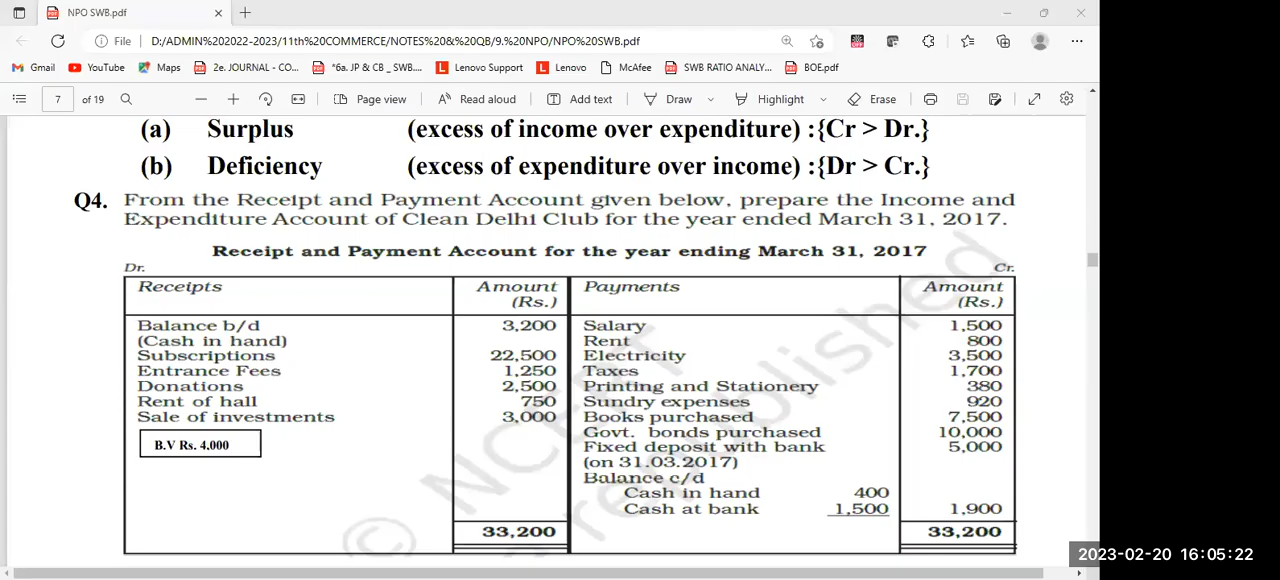 NPO SWB.pdf
File D:/ADMIN%202022-2023/11th%20COMMERCE/NOTES%20&%20QB/9.%20NPO/NPO%20SWB.pdf
Gmail YouTube Maps 2e. JOURNAL - CO... *6a. JP & CB _ SWB.... Lenovo Support Lenovo McAfee SWB RATIO ANALY... BOE.pdf
7 of 19 Page view Read aloud Add text Draw Highlight Erase
(a) Surplus (excess of income over expenditure) :{Cr > Dr.}
(b) Deficiency (excess of expenditure over income) :{Dr > Cr.}
Q4. From the Receipt and Payment Account given below, prepare the Income and
Expenditure Account of Clean Delhi Club for the year ended March 31, 2017.
Receipt and Payment Account for the year ending March 31, 2017
Dr. Cr.
Receipts Amount Payments Amount
(Rs.) (Rs.)
Balance b/d 3,200 Salary 1,500
(Cash in hand) Rent 800
Subscriptions 22,500 Electricity 3,500
Entrance Fees 1,250 Taxes 1,700
Donations 2,500 Printing and Stationery 380
Rent of hall 750 Sundry expenses 920
Sale of investments 3,000 Books purchased 7,500
B.V Rs. 4,000 Govt. bonds purchased 10,000
Fixed deposit with bank 5,000
(on 31.03.2017)
Balance c/d
Cash in hand 400
Cash at bank 1,500 1,900
33,200 33,200
© NCERT
republished
2023-02-20 16:05:22